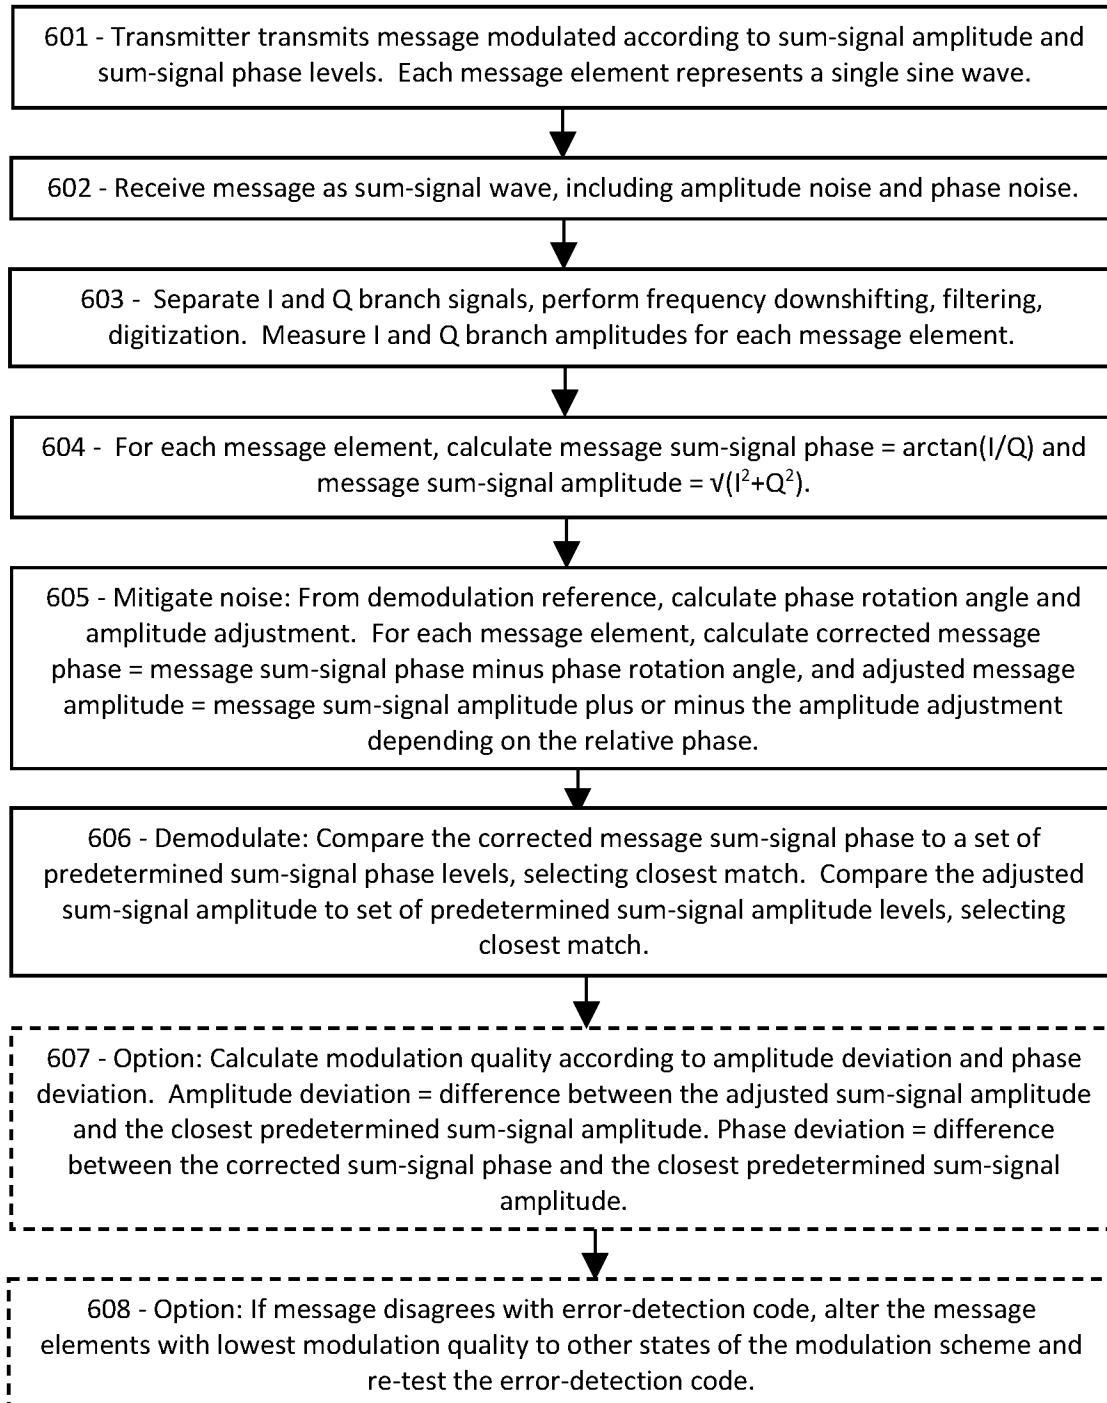 601 - Transmitter transmits message modulated according to sum-signal amplitude and
sum-signal phase levels.  Each message element represents a single sine wave.
602 - Receive message as sum-signal wave, including amplitude noise and phase noise.
603 -  Separate I and Q branch signals, perform frequency downshifting, filtering,
digitization.  Measure I and Q branch amplitudes for each message element.
604 -  For each message element, calculate message sum-signal phase = arctan(I/Q) and
message sum-signal amplitude = √(I²+Q²).
605 - Mitigate noise: From demodulation reference, calculate phase rotation angle and
amplitude adjustment.  For each message element, calculate corrected message
phase = message sum-signal phase minus phase rotation angle, and adjusted message
amplitude = message sum-signal amplitude plus or minus the amplitude adjustment
depending on the relative phase.
606 - Demodulate: Compare the corrected message sum-signal phase to a set of
predetermined sum-signal phase levels, selecting closest match.  Compare the adjusted
sum-signal amplitude to set of predetermined sum-signal amplitude levels, selecting
closest match.
607 - Option: Calculate modulation quality according to amplitude deviation and phase
deviation.  Amplitude deviation = difference between the adjusted sum-signal amplitude
and the closest predetermined sum-signal amplitude. Phase deviation = difference
between the corrected sum-signal phase and the closest predetermined sum-signal
amplitude.
608 - Option: If message disagrees with error-detection code, alter the message
elements with lowest modulation quality to other states of the modulation scheme and
re-test the error-detection code.